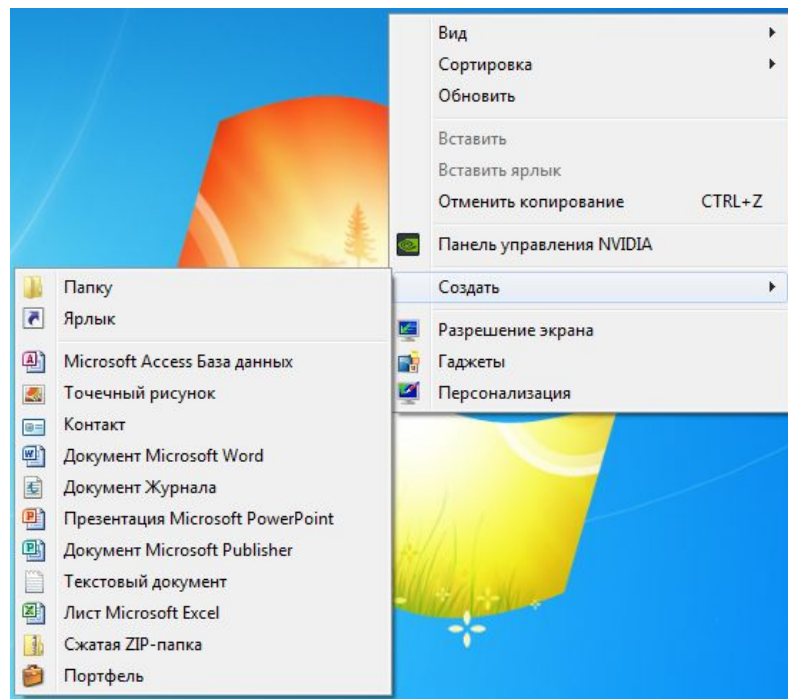 Вид
Сортировка
Обновить
Вставить
Вставить ярлык
Отменить копирование CTRL+Z
Панель управления NVIDIA
Создать
Разрешение экрана
Гаджеты
Персонализация
Папку
Ярлык
Microsoft Access База данных
Точечный рисунок
Контакт
Документ Microsoft Word
Документ Журнала
Презентация Microsoft PowerPoint
Документ Microsoft Publisher
Текстовый документ
Лист Microsoft Excel
Сжатая ZIP-папка
Портфель